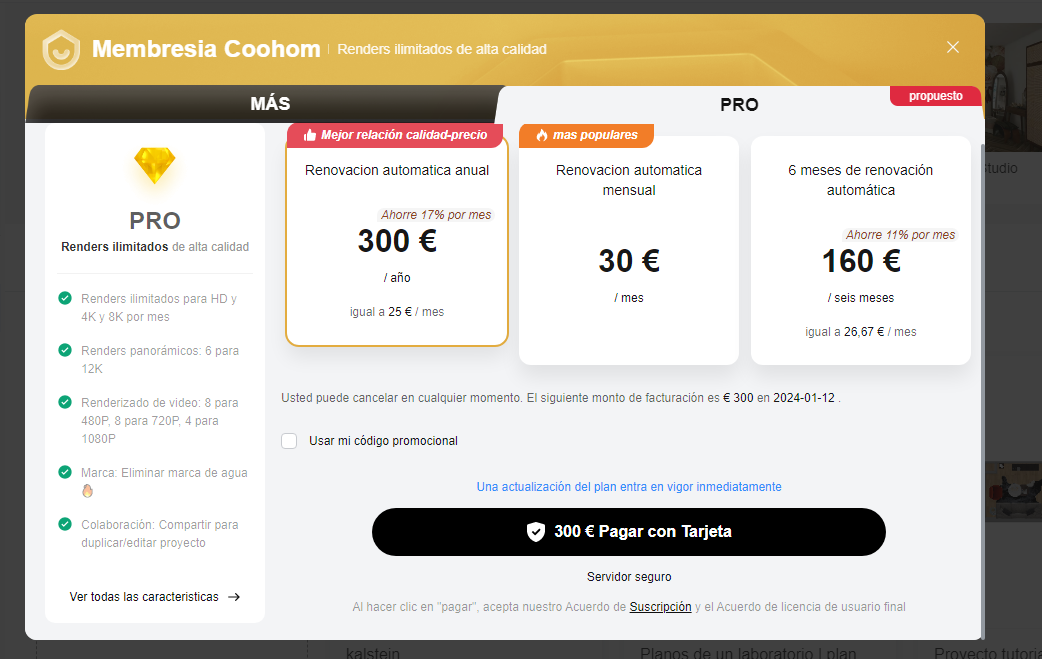 Membresia Coohom
Renders ilimitados de alta calidad
MÁS
PRO
propuesto
PRO
Renders ilimitados de alta calidad
Renders ilimitados para HD y
4K y 8K por mes
Renders panorámicos: 6 para
12K
Renderizado de video: 8 para
480P, 8 para 720P, 4 para
1080P
Marca: Eliminar marca de agua
Colaboración: Compartir para
duplicar/editar proyecto
Ver todas las caracteristicas →
Mejor relación calidad-precio
Renovacion automatica anual
Ahorre 17% por mes
300 €
/ año
igual a 25 € / mes
mas populares
Renovacion automatica
mensual
30 €
/ mes
6 meses de renovación
automática
Ahorre 11% por mes
160 €
/ seis meses
igual a 26,67 € / mes
Usted puede cancelar en cualquier momento. El siguiente monto de facturación es € 300 en 2024-01-12 .
Usar mi código promocional
Una actualización del plan entra en vigor inmediatamente
300 € Pagar con Tarjeta
Servidor seguro
Al hacer clic en "pagar", acepta nuestro Acuerdo de Suscripción y el Acuerdo de licencia de usuario final
Studio
kalstein
Planos de un laboratorio | plan
Proyecto tutoria